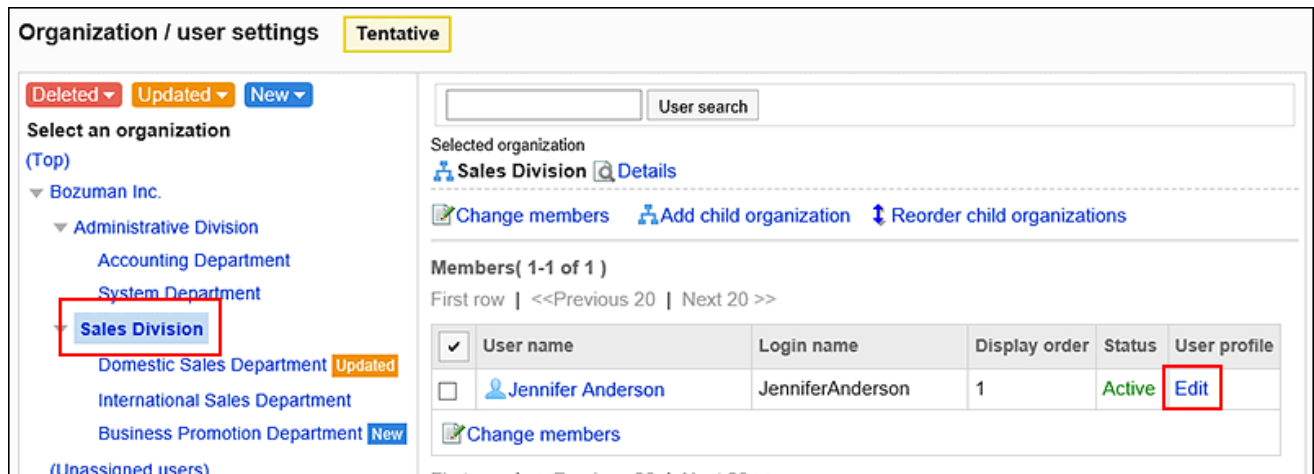 Organization / user settings Tentative
Deleted Updated New
Select an organization
(Top)
Bozuman Inc.
Administrative Division
Accounting Department
System Department
Sales Division
Domestic Sales Department Updated
International Sales Department
Business Promotion Department New
(Unassigned users)
User search
Selected organization
Sales Division Details
Change members Add child organization Reorder child organizations
Members( 1-1 of 1 )
First row | <<Previous 20 | Next 20 >>
User name Login name Display order Status User profile
Jennifer Anderson JenniferAnderson 1 Active Edit
Change members